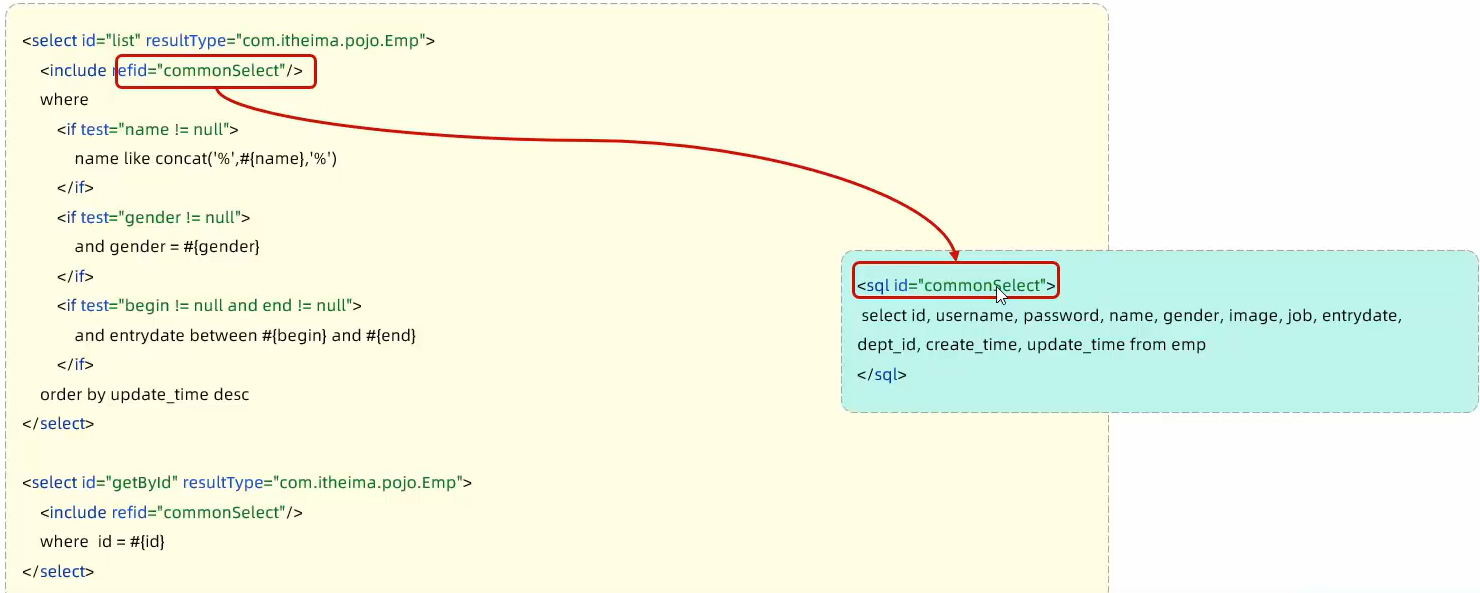 <select id="list" resultType="com.itheima.pojo.Emp">
<include refid="commonSelect"/>
where
<if test="name != null">
name like concat('%',#{name},'%')
</if>
<if test="gender != null">
and gender = #{gender}
</if>
<if test="begin != null and end != null">
and entrydate between #{begin} and #{end}
</if>
order by update_time desc
</select>
<select id="getById" resultType="com.itheima.pojo.Emp">
<include refid="commonSelect"/>
where  id = #{id}
</select>
<sql id="commonSelect">
select id, username, password, name, gender, image, job, entrydate,
dept_id, create_time, update_time from emp
</sql>